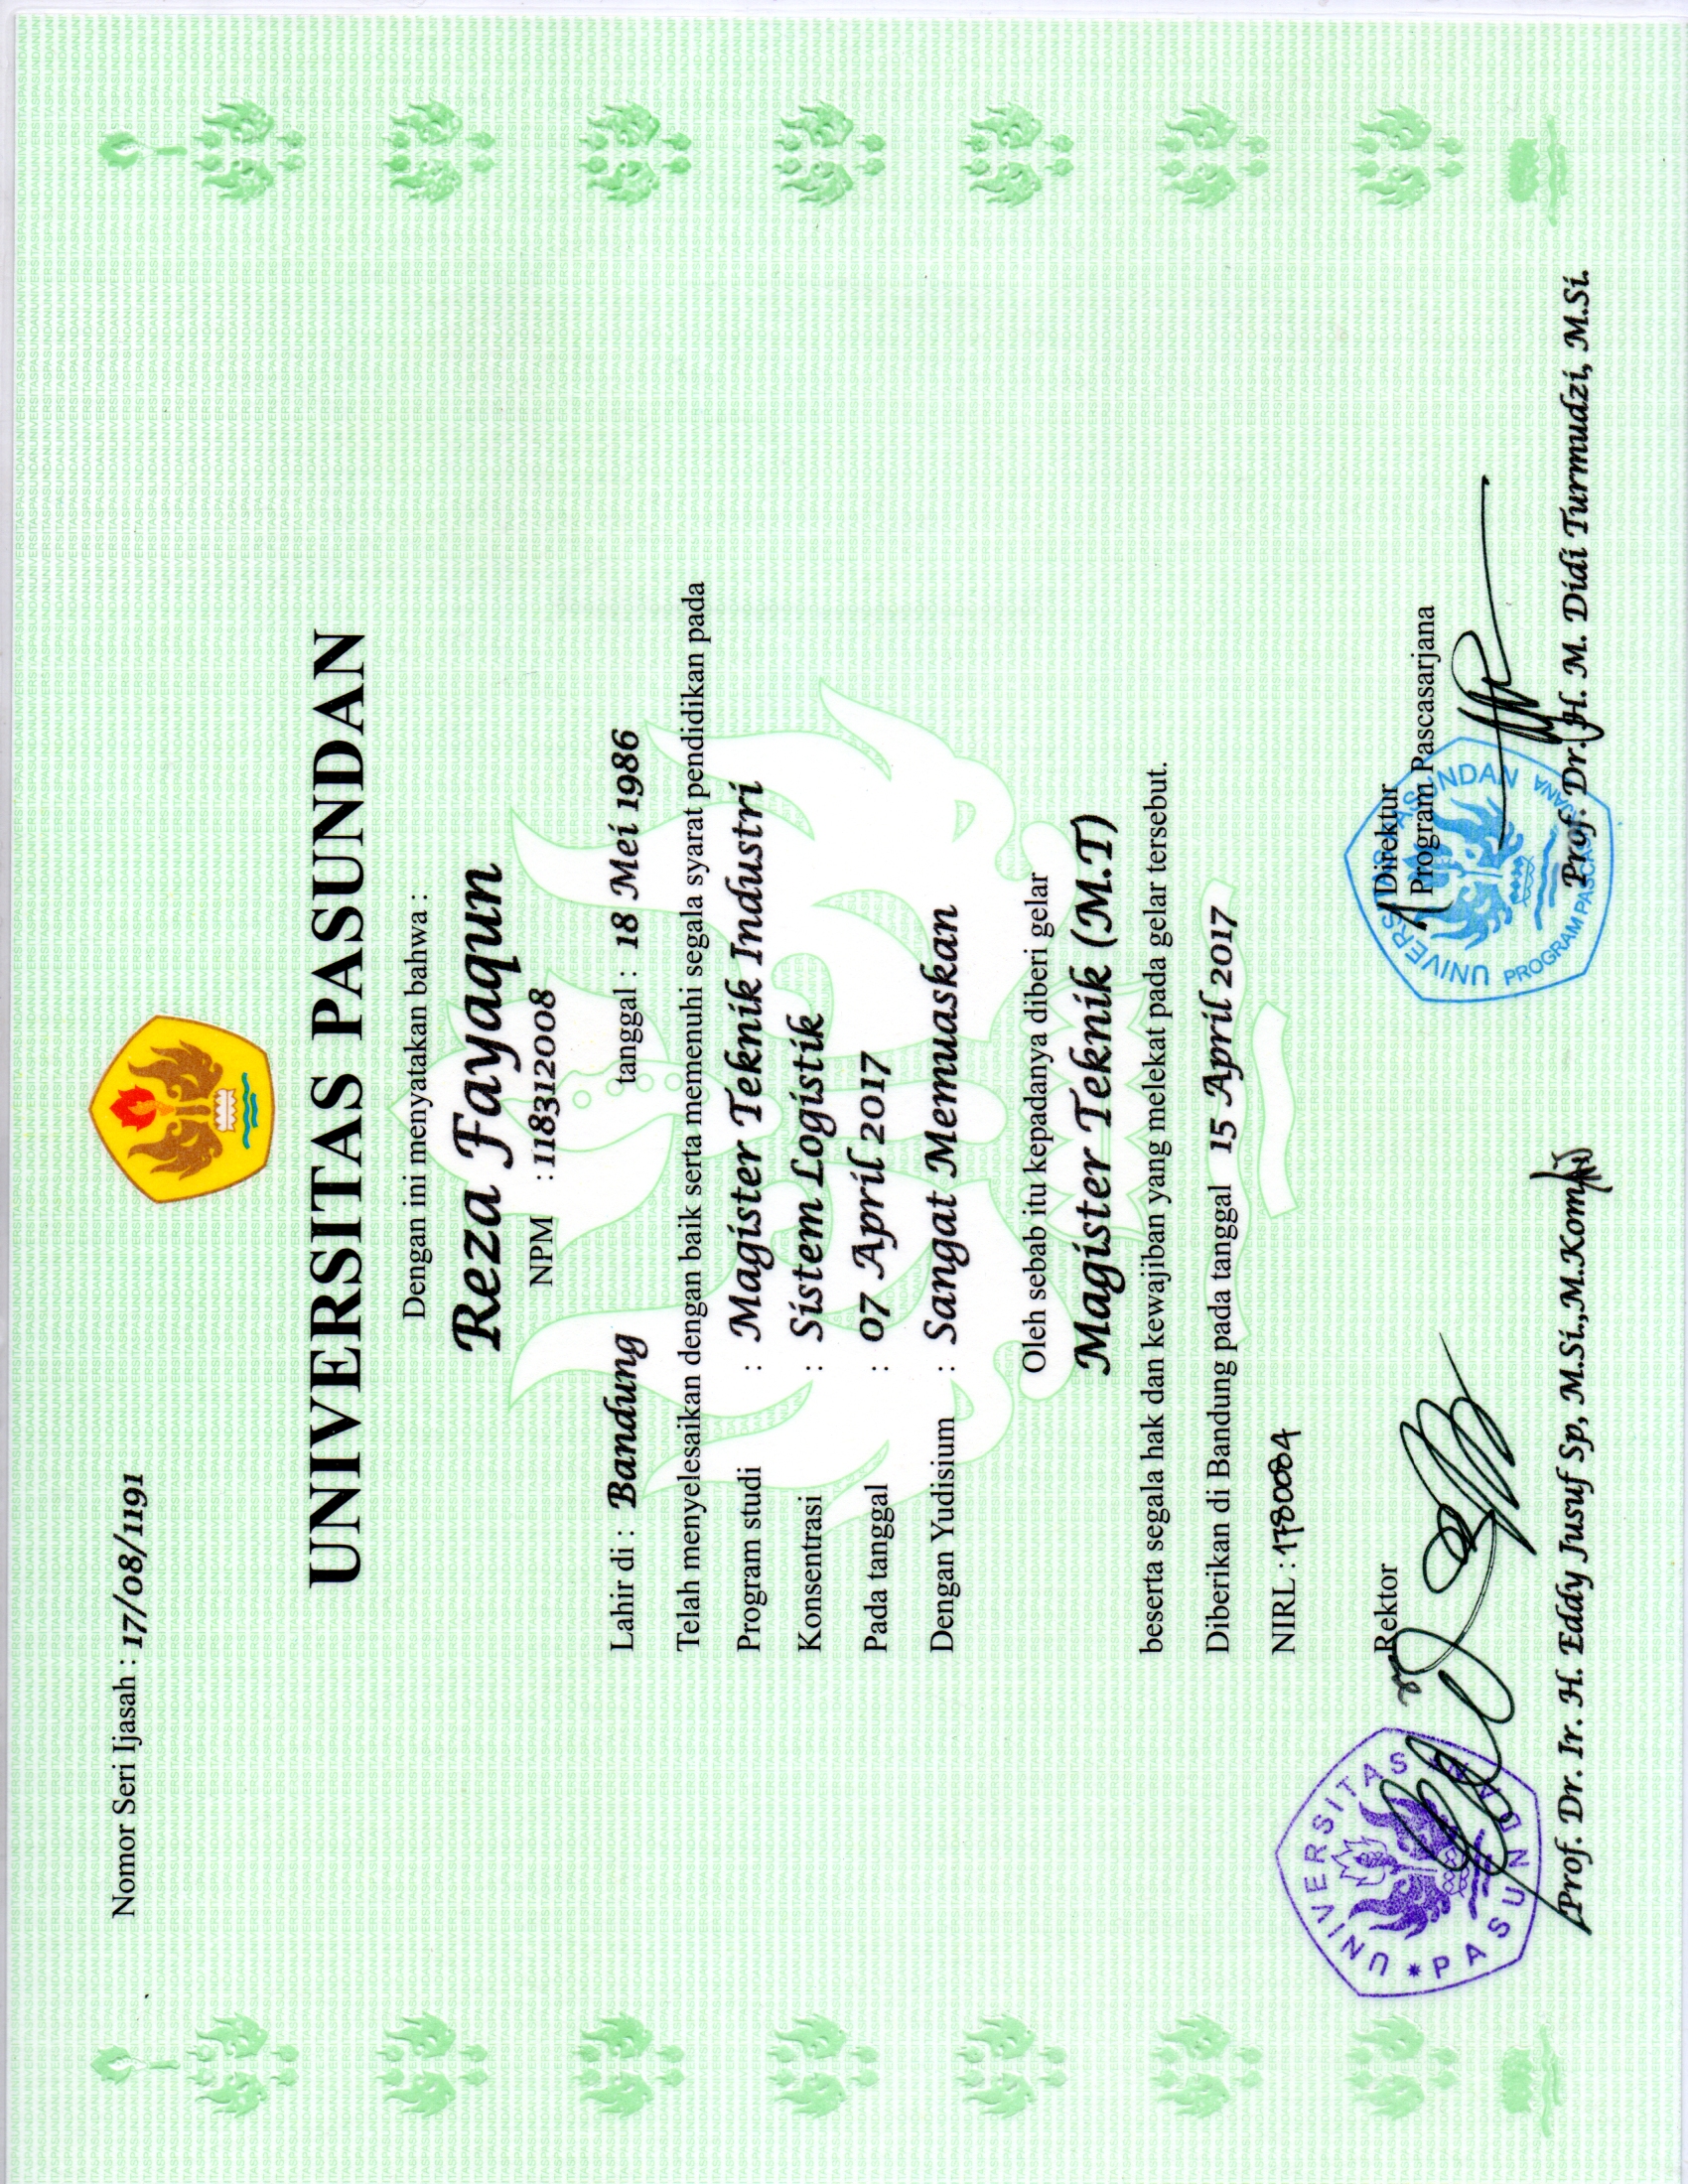 Nomor Seri Ijasah : 17/08/1191
UNIVERSITAS PASUNDAN
Dengan ini menyatakan bahwa :
Reza Fayaqun
NPM : 118312008
Lahir di : Bandung tanggal : 18 Mei 1986
Telah menyelesaikan dengan baik serta memenuhi segala syarat pendidikan pada
Program studi : Magister Teknik Industri
Konsentrasi : Sistem Logistik
Pada tanggal : 07 April 2017
Dengan Yudisium : Sangat Memuaskan
Oleh sebab itu kepadanya diberi gelar
Magister Teknik (M.T)
beserta segala hak dan kewajiban yang melekat pada gelar tersebut.
Diberikan di Bandung pada tanggal 15 April 2017
NIRL : 1780084
Rektor
UNIVERSITAS PASUNDAN
Prof. Dr. Ir. H. Eddy Jusuf Sp, M.Si.,M.Kom
Direktur
Program Pascasarjana
UNIVERSITAS PASUNDAN
PROGRAM PASCASARJANA
Prof. Dr. H. M. Didi Turmudzi, M.Si.